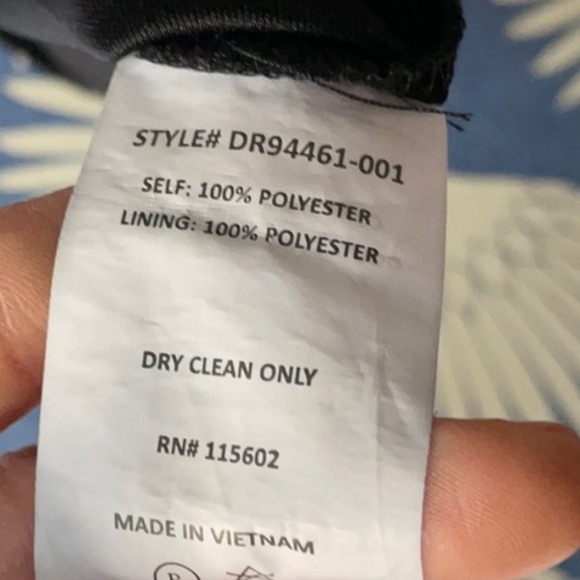 STYLE# DR94461-001
SELF: 100% POLYESTER
LINING: 100% POLYESTER
DRY CLEAN ONLY
RN# 115602
MADE IN VIETNAM
P